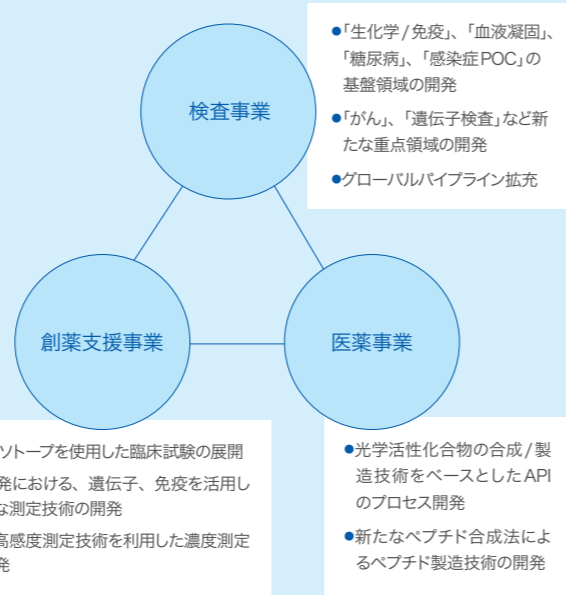 ●「生化学/免疫」、「血液凝固」、
「糖尿病」、「感染症POC」の
基盤領域の開発
●「がん」、「遺伝子検査」など新
たな重点領域の開発
●グローバルパイプライン拡充
検査事業
創薬支援事業
医薬事業
ソトープを使用した臨床試験の展開
発における、遺伝子、免疫を活用し
な測定技術の開発
高感度測定技術を利用した濃度測定
発
●光学活性化合物の合成/製
造技術をベースとしたAPI
のプロセス開発
●新たなペプチド合成法によ
るペプチド製造技術の開発